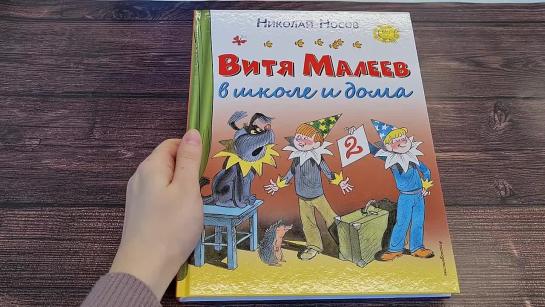 Николай Носов
Витя Малеев
в школе и дома
2